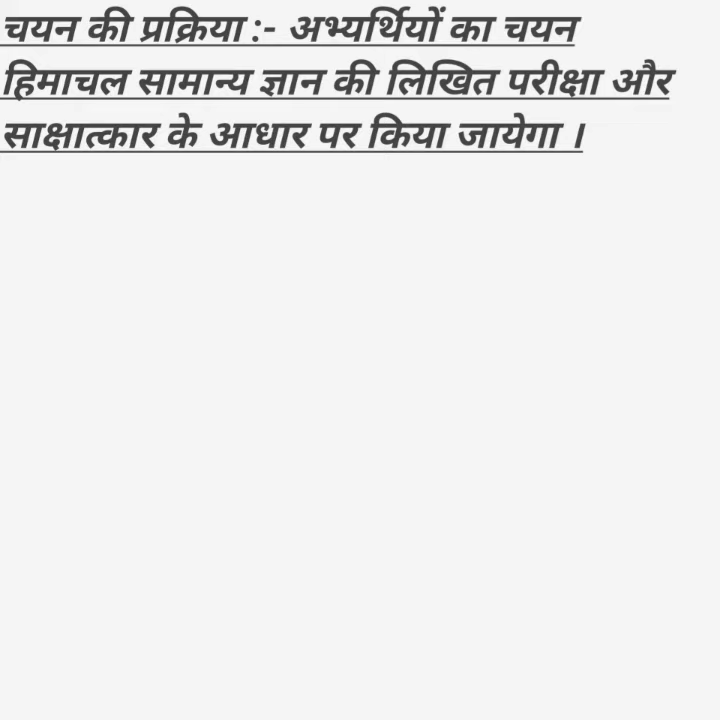 चयन की प्रक्रिया :- अभ्यर्थियों का चयन
हिमाचल सामान्य ज्ञान की लिखित परीक्षा और
साक्षात्कार के आधार पर किया जायेगा ।